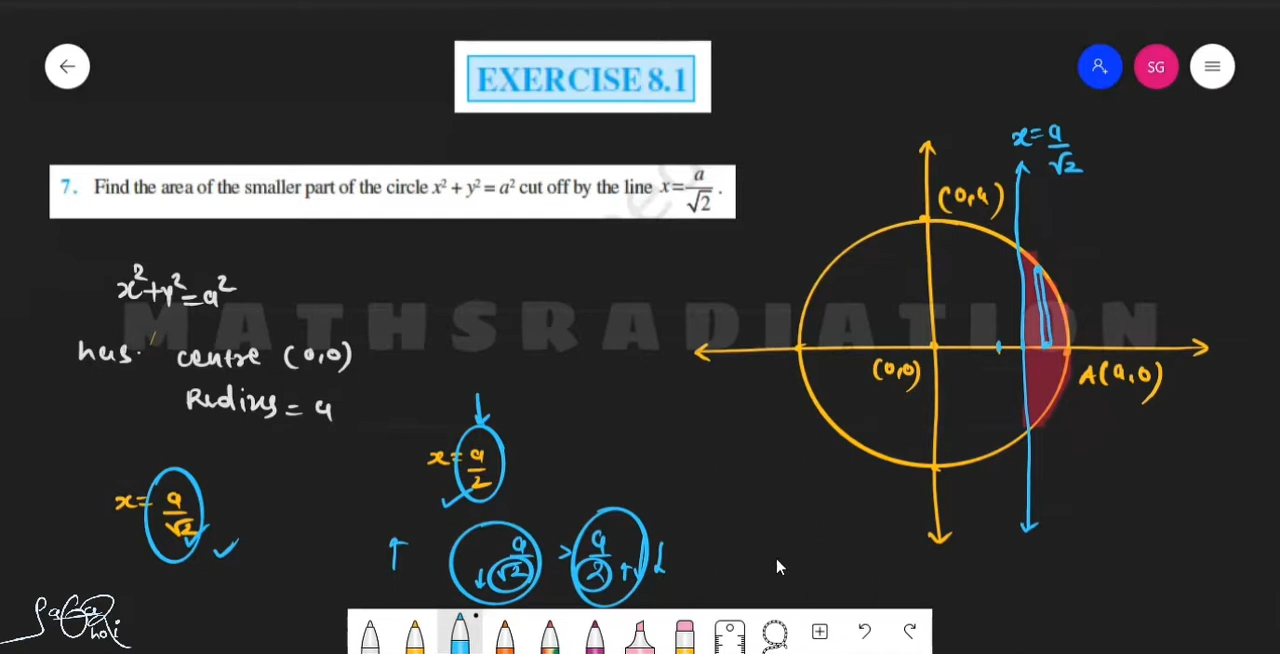 EXERCISE 8.1
SG
7. Find the area of the smaller part of the circle x² + y² = a² cut off by the line x = a/√2 .
x = a/√2
(0,a)
x²+y²=a²
MATHSRADIATION
has centre (0,0)
Radius = a
(0,0)
A(a,0)
x = a/2
x = a/√2
a/√2 > a/2